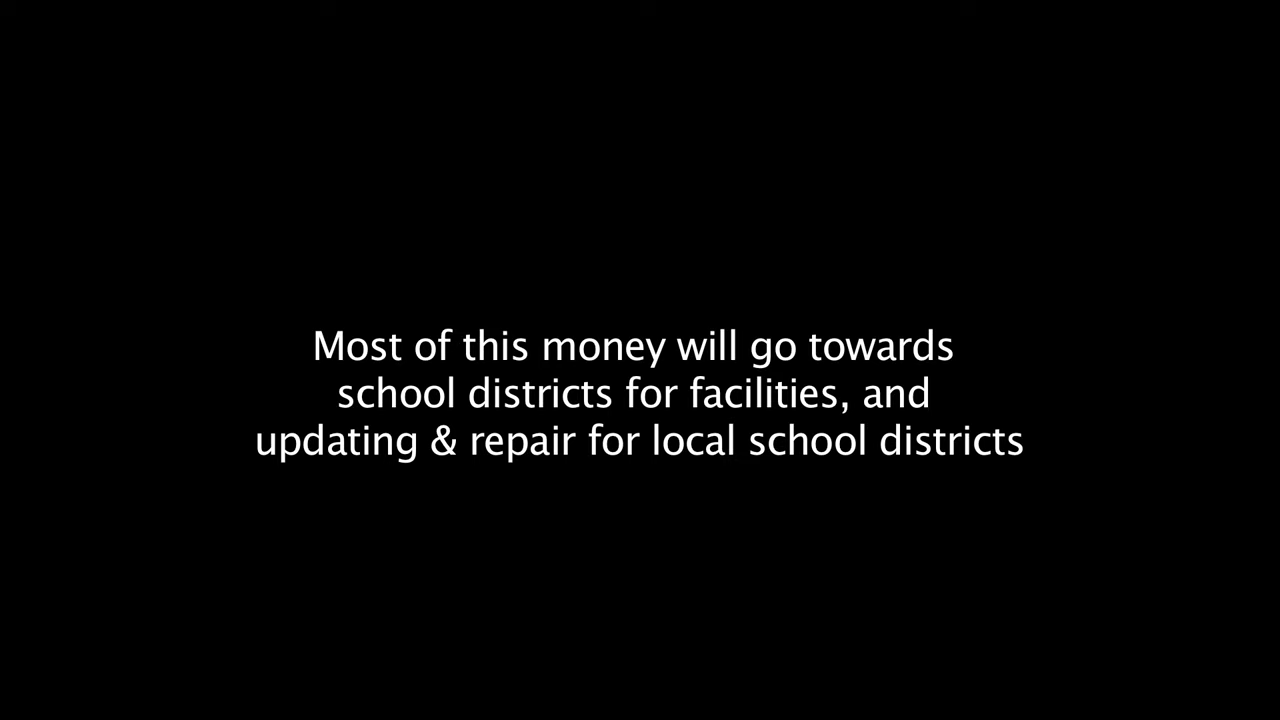 Most of this money will go towards
school districts for facilities, and
updating & repair for local school districts